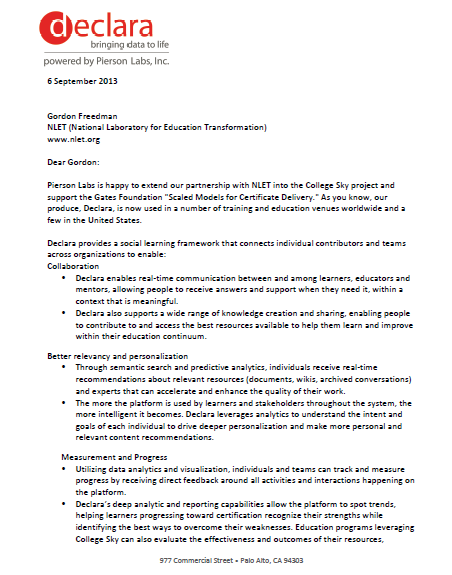 declara
bringing data to life
powered by Pierson Labs, Inc.
6 September 2013
Gordon Freedman
NLET (National Laboratory for Education Transformation)
www.nlet.org
Dear Gordon:
Pierson Labs is happy to extend our partnership with NLET into the College Sky project and
support the Gates Foundation "Scaled Models for Certificate Delivery." As you know, our
produce, Declara, is now used in a number of training and education venues worldwide and a
few in the United States.
Declara provides a social learning framework that connects individual contributors and teams
across organizations to enable:
Collaboration
• Declara enables real-time communication between and among learners, educators and
mentors, allowing people to receive answers and support when they need it, within a
context that is meaningful.
• Declara also supports a wide range of knowledge creation and sharing, enabling people
to contribute to and access the best resources available to help them learn and improve
within their education continuum.
Better relevancy and personalization
• Through semantic search and predictive analytics, individuals receive real-time
recommendations about relevant resources (documents, wikis, archived conversations)
and experts that can accelerate and enhance the quality of their work.
• The more the platform is used by learners and stakeholders throughout the system, the
more intelligent it becomes. Declara leverages analytics to understand the intent and
goals of each individual to drive deeper personalization and make more personal and
relevant content recommendations.
Measurement and Progress
• Utilizing data analytics and visualization, individuals and teams can track and measure
progress by receiving direct feedback around all activities and interactions happening on
the platform.
• Declara's deep analytic and reporting capabilities allow the platform to spot trends,
helping learners progressing toward certification recognize their strengths while
identifying the best ways to overcome their weaknesses. Education programs leveraging
College Sky can also evaluate the effectiveness and outcomes of their resources,
977 Commercial Street • Palo Alto, CA 94303